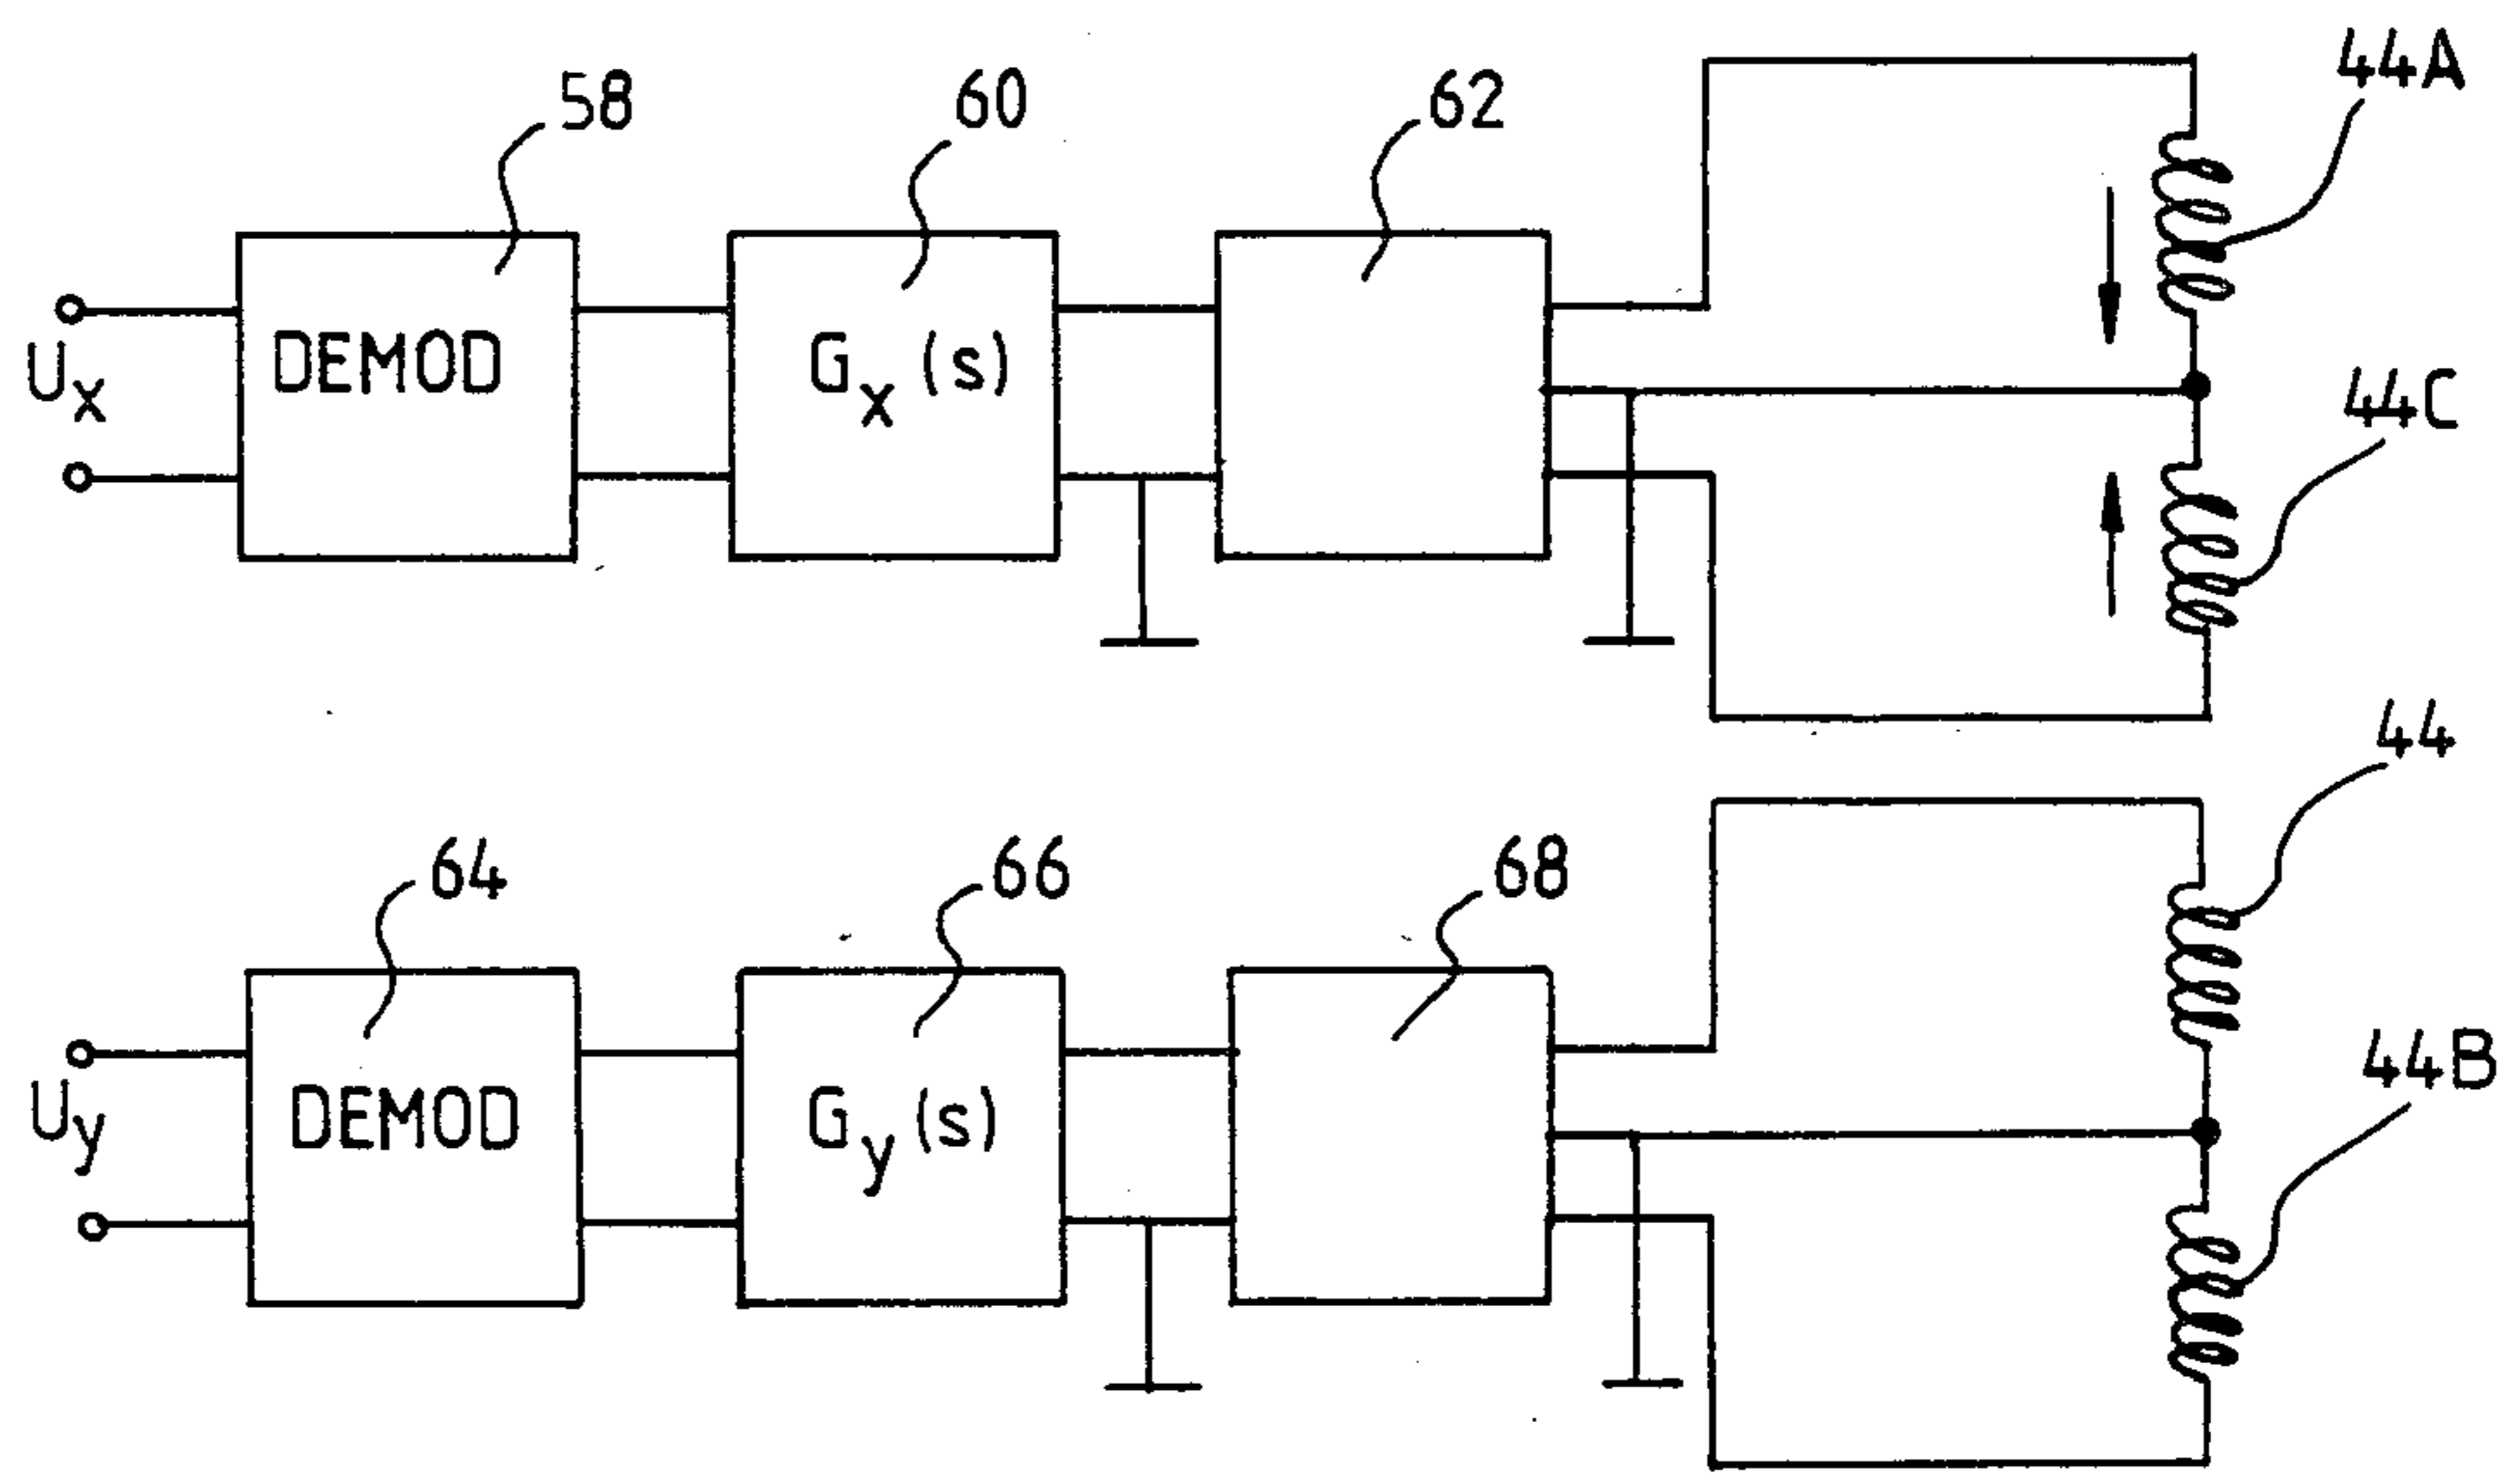 58
60
62
44A
Ux
DEMOD
Gx (s)
44C
44
64
66
68
44B
Uy
DEMOD
Gy (s)